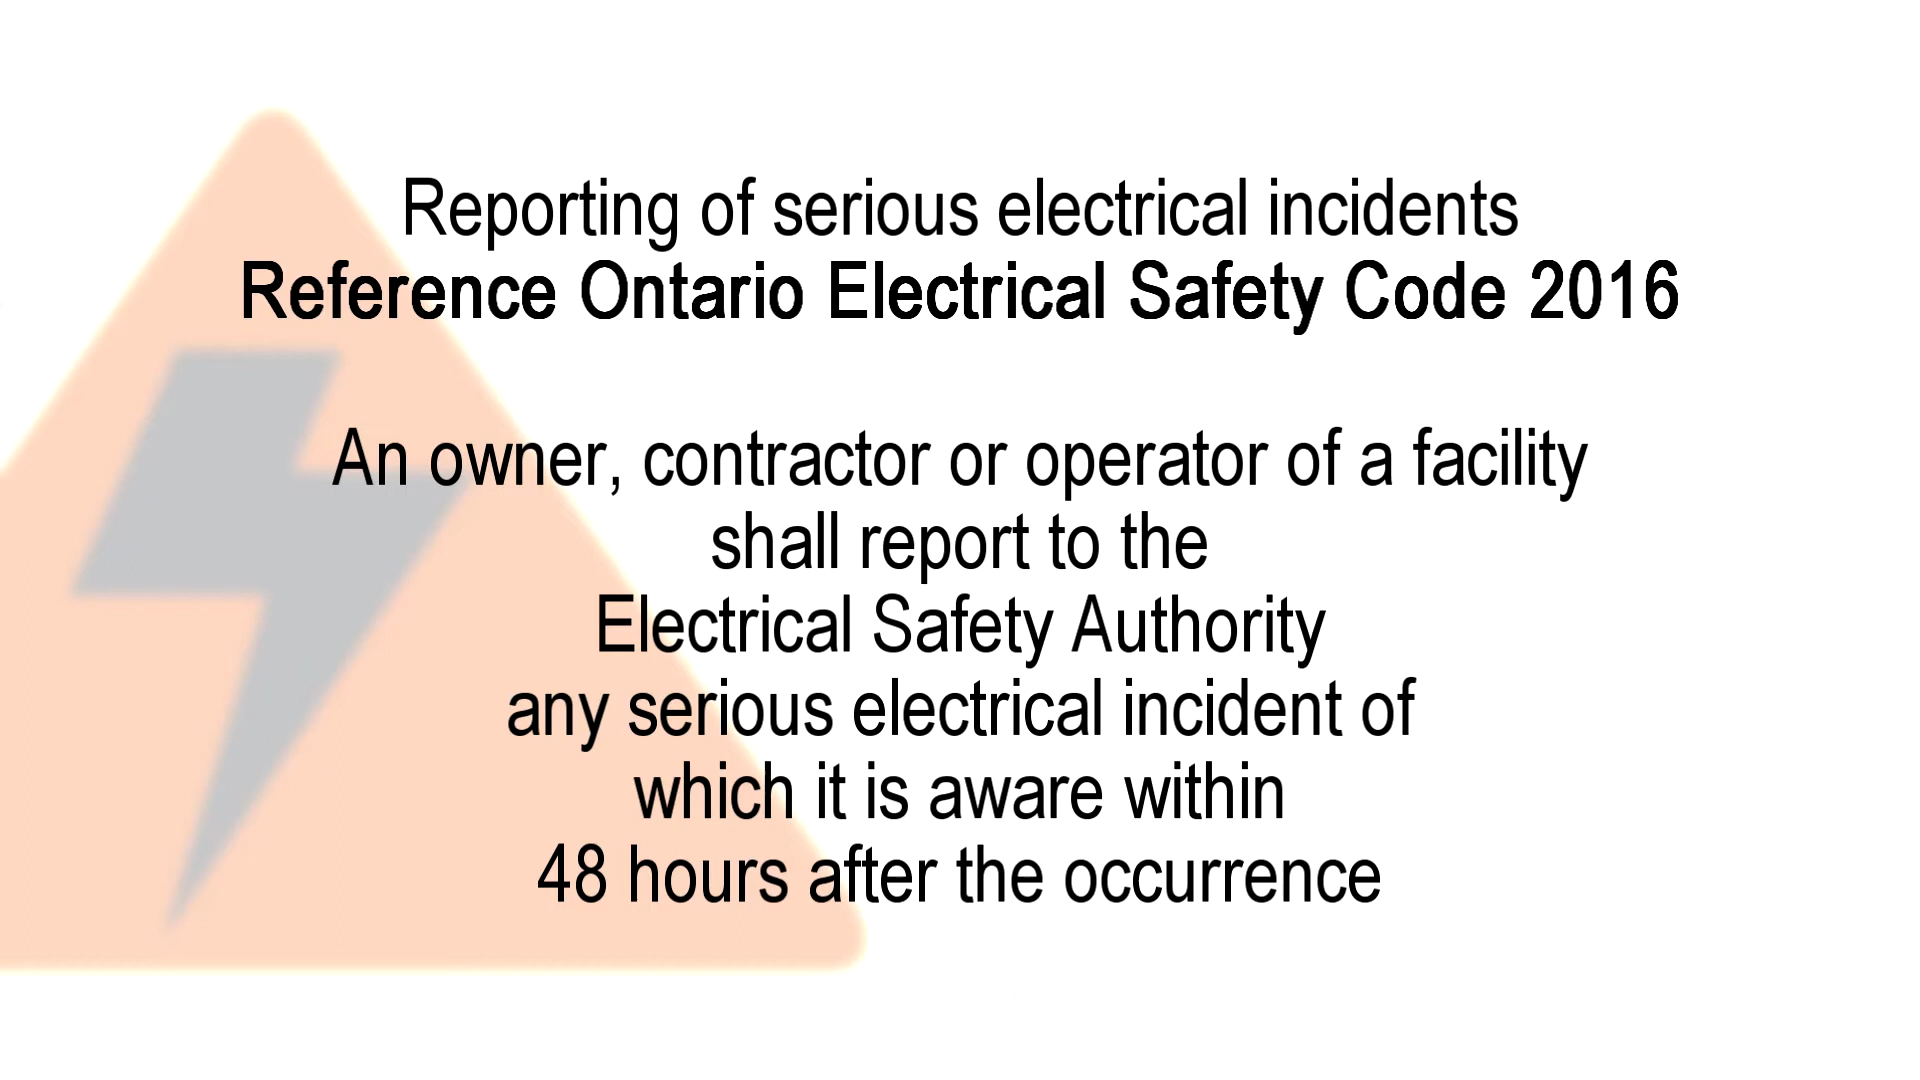 Reporting of serious electrical incidents
Reference Ontario Electrical Safety Code 2016
An owner, contractor or operator of a facility
shall report to the
Electrical Safety Authority
any serious electrical incident of
which it is aware within
48 hours after the occurrence